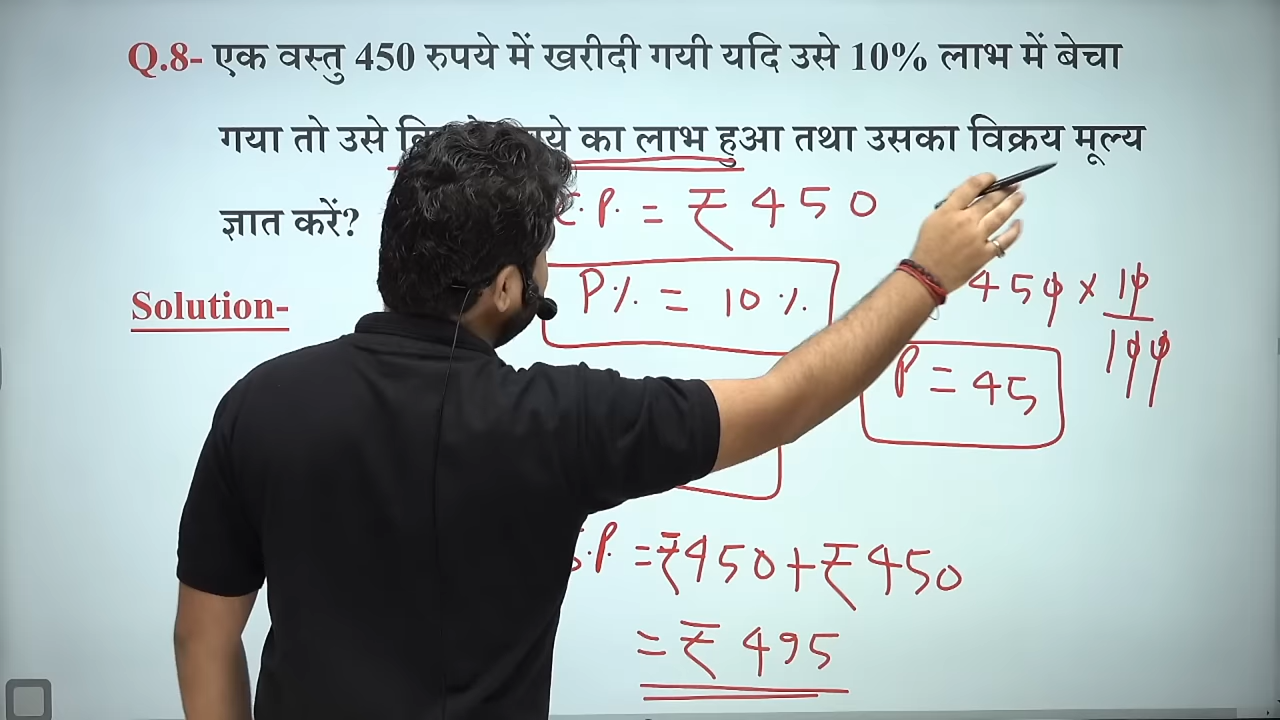 Q.8- एक वस्तु 450 रुपये में खरीदी गयी यदि उसे 10% लाभ में बेचा
गया तो उसे का लाभ हुआ तथा उसका विक्रय मूल्य
ज्ञात करें?
.P. = ₹ 450
Solution-
P% = 10%
450 × 10/100
P = 45
.P = ₹450 + ₹450
= ₹ 495